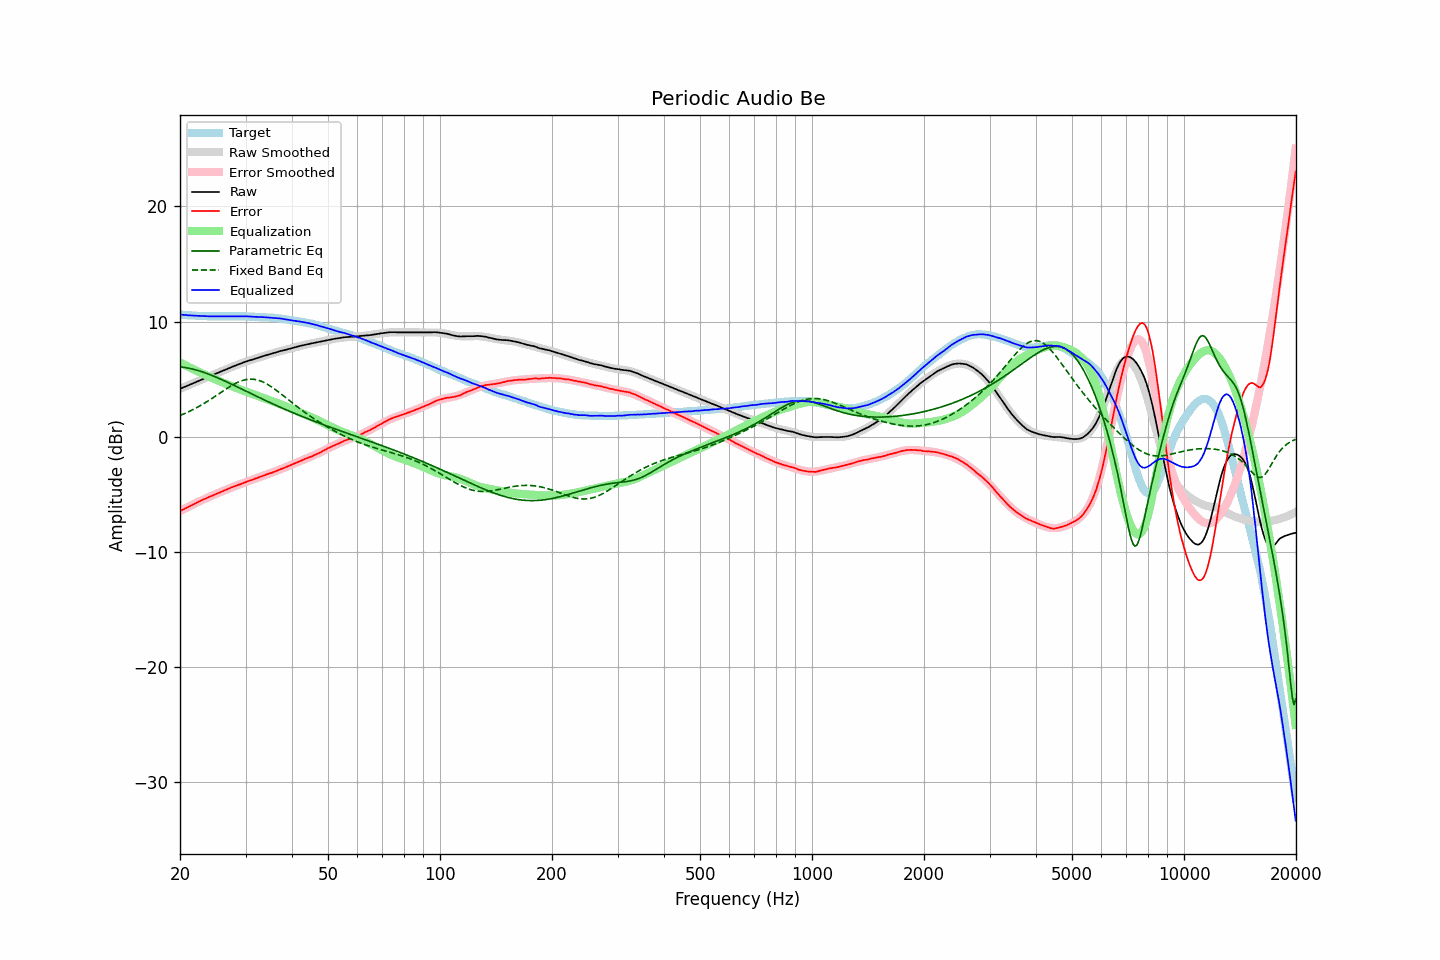 Periodic Audio Be
Target
Raw Smoothed
Error Smoothed
Raw
Error
Equalization
Parametric Eq
Fixed Band Eq
Equalized
20
10
0
−10
−20
−30
Amplitude (dBr)
20 50 100 200 500 1000 2000 5000 10000 20000
Frequency (Hz)